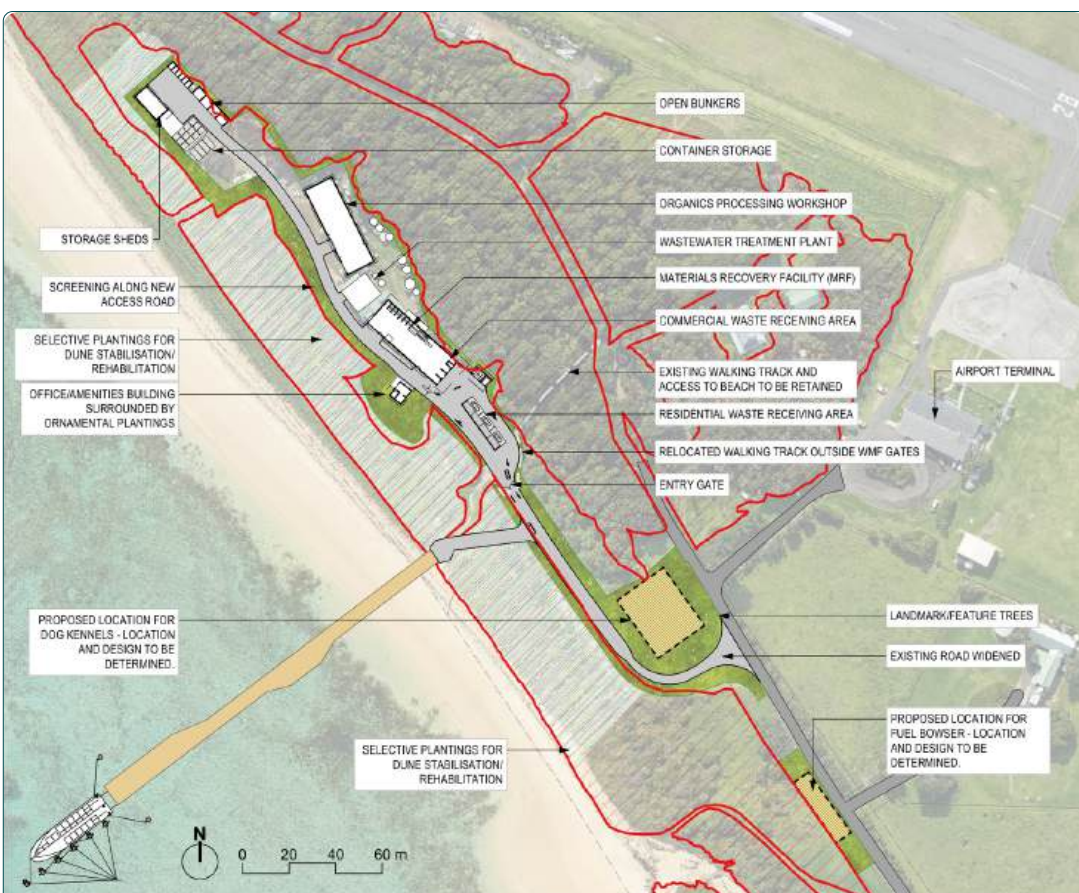 OPEN BUNKERS
CONTAINER STORAGE
ORGANICS PROCESSING WORKSHOP
STORAGE SHEDS
WASTEWATER TREATMENT PLANT
SCREENING ALONG NEW
ACCESS ROAD
MATERIALS RECOVERY FACILITY (MRF)
COMMERCIAL WASTE RECEIVING AREA
SELECTIVE PLANTINGS FOR
DUNE STABILISATION/
REHABILITATION
EXISTING WALKING TRACK AND
ACCESS TO BEACH TO BE RETAINED
AIRPORT TERMINAL
OFFICE/AMENITIES BUILDING
SURROUNDED BY
ORNAMENTAL PLANTINGS
RESIDENTIAL WASTE RECEIVING AREA
RELOCATED WALKING TRACK OUTSIDE WMF GATES
ENTRY GATE
PROPOSED LOCATION FOR
DOG KENNELS - LOCATION
AND DESIGN TO BE
DETERMINED.
LANDMARK/FEATURE TREES
EXISTING ROAD WIDENED
PROPOSED LOCATION FOR
FUEL BOWSER - LOCATION
AND DESIGN TO BE
DETERMINED.
SELECTIVE PLANTINGS FOR
DUNE STABILISATION/
REHABILITATION
N
0 20 40 60 m